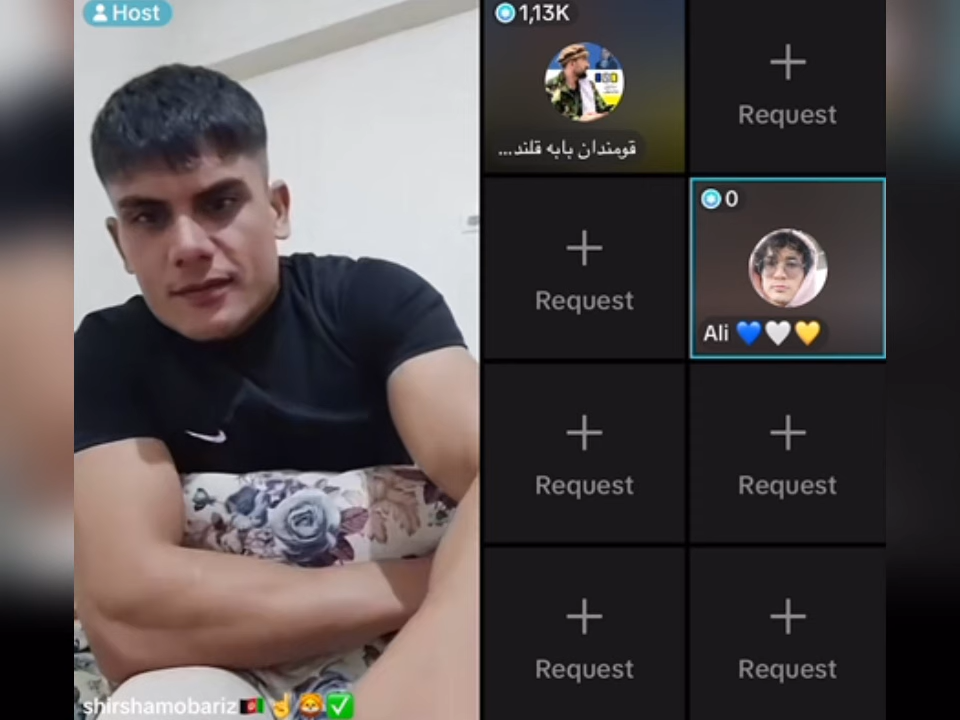 Host
shirshamobariz🇦🇫✌️🦁✅
1,13K
قومندان بابه قلند...
Request
Request
0
Ali 💙🤍💛
Request
Request
Request
Request